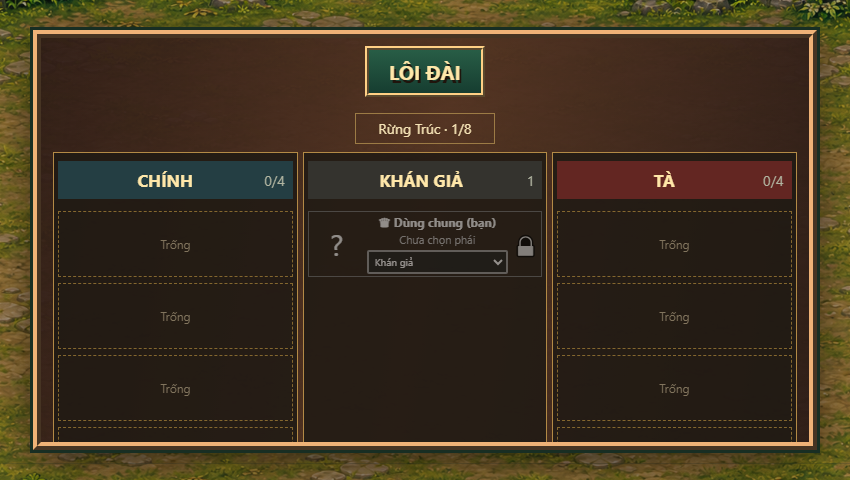 LÔI ĐÀI
Rừng Trúc · 1/8
CHÍNH 0/4
Trống
Trống
Trống
KHÁN GIẢ 1
?
Dùng chung (bạn)
Chưa chọn phái
Khán giả
TÀ 0/4
Trống
Trống
Trống